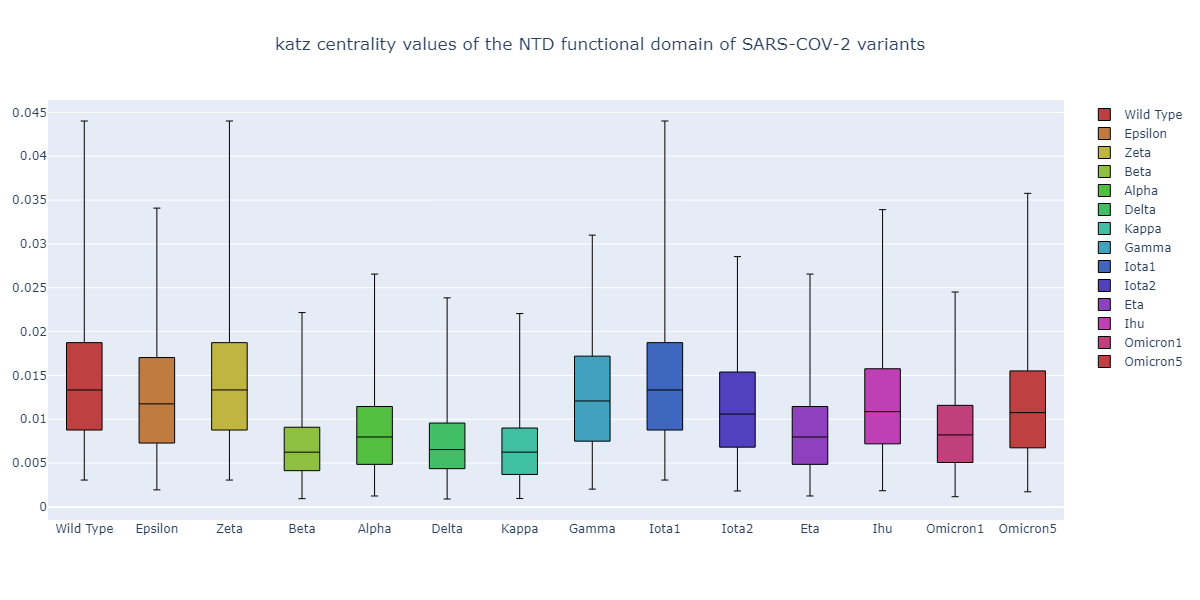 katz centrality values of the NTD functional domain of SARS-COV-2 variants
0.045
0.04
0.035
0.03
0.025
0.02
0.015
0.01
0.005
0
Wild Type Epsilon Zeta Beta Alpha Delta Kappa Gamma Iota1 Iota2 Eta Ihu Omicron1 Omicron5
Wild Type
Epsilon
Zeta
Beta
Alpha
Delta
Kappa
Gamma
Iota1
Iota2
Eta
Ihu
Omicron1
Omicron5